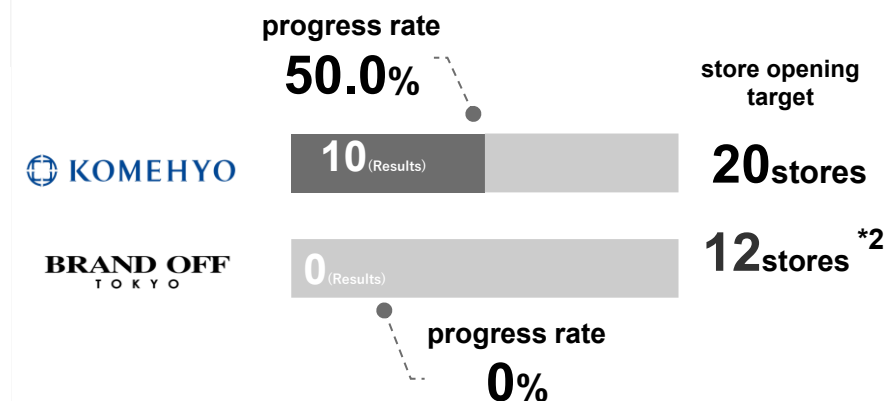 progress rate
50.0%
store opening
target
KOMEHYO
10(Results)
20stores
BRAND OFF
TOKYO
0(Results)
12stores *2
progress rate
0%